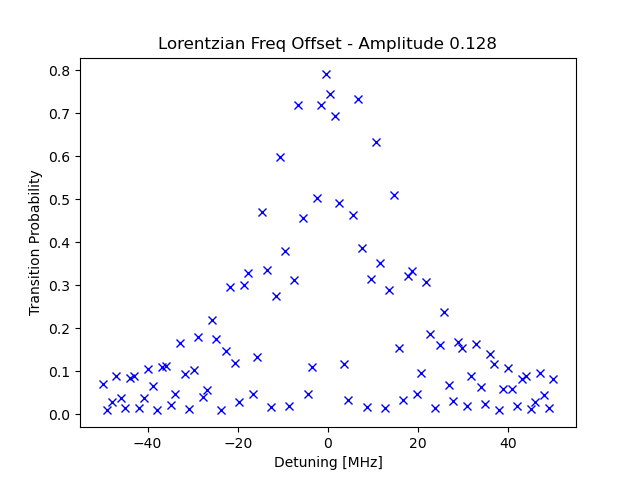 Lorentzian Freq Offset - Amplitude 0.128
0.8
0.7
0.6
0.5
0.4
0.3
0.2
0.1
0.0
Transition Probability
−40 −20 0 20 40
Detuning [MHz]